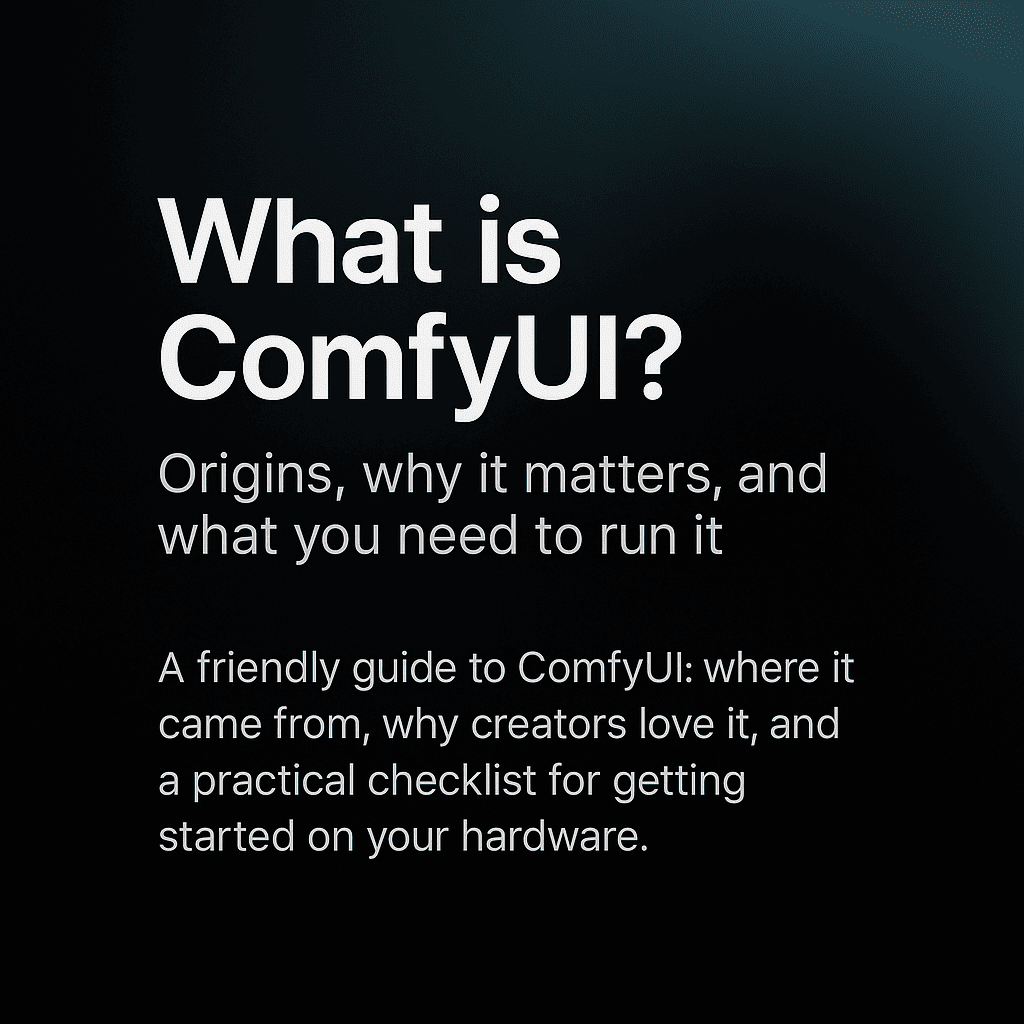 What is
ComfyUI?
Origins, why it matters, and
what you need to run it
A friendly guide to ComfyUI: where it
came from, why creators love it, and
a practical checklist for getting
started on your hardware.